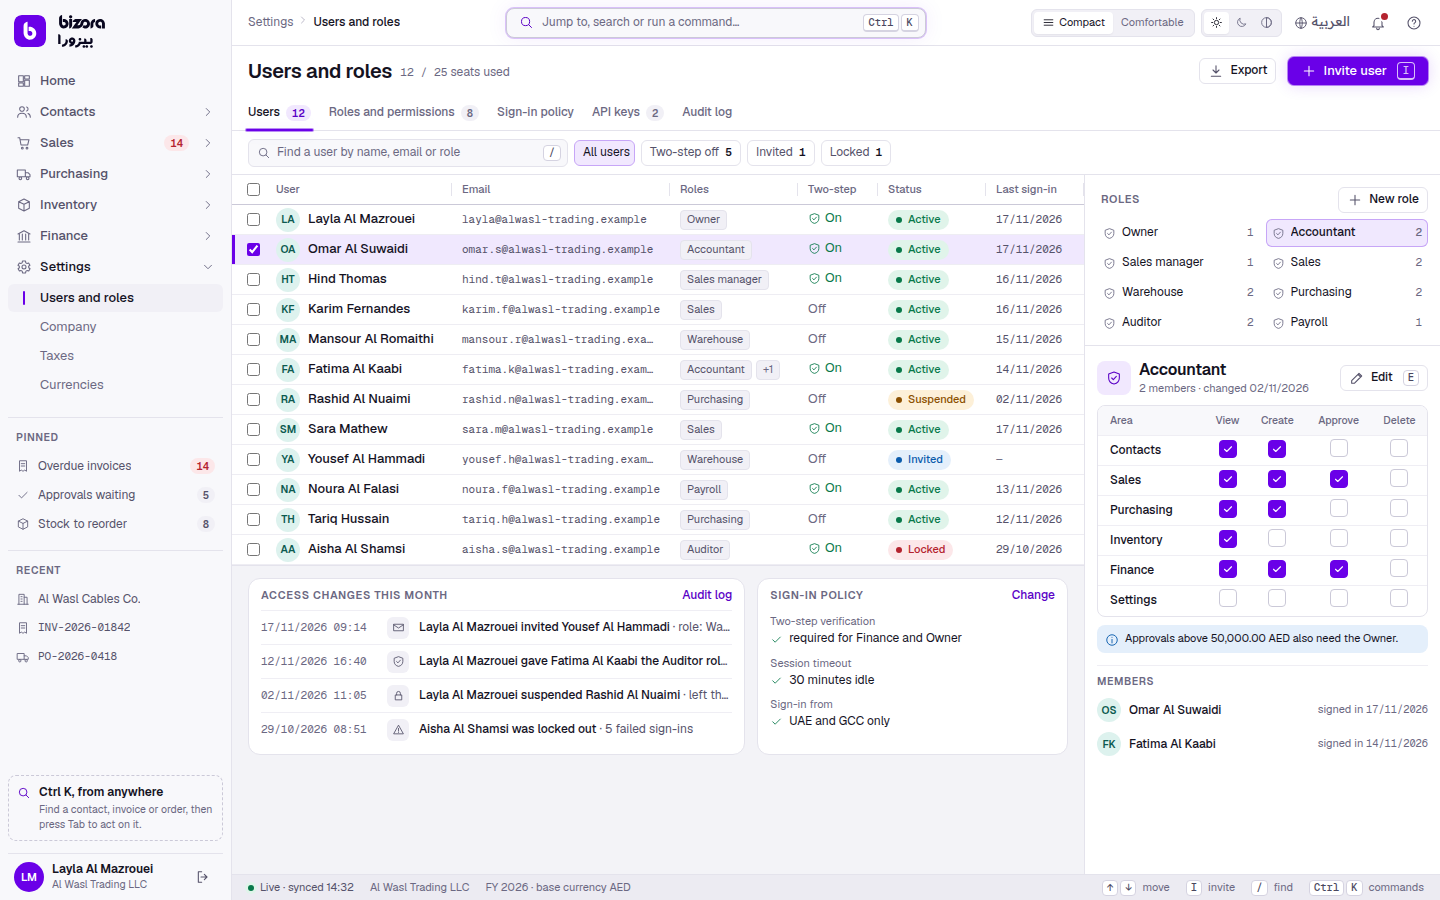 bizora
بيزورا
Home
Contacts
Sales 14
Purchasing
Inventory
Finance
Settings
Users and roles
Company
Taxes
Currencies
PINNED
Overdue invoices 14
Approvals waiting 5
Stock to reorder 8
RECENT
Al Wasl Cables Co.
INV-2026-01842
PO-2026-0418
Ctrl K, from anywhere
Find a contact, invoice or order, then
press Tab to act on it.
LM Layla Al Mazrouei
Al Wasl Trading LLC
Settings Users and roles
Jump to, search or run a command... Ctrl K
Compact Comfortable العربية
Users and roles 12 / 25 seats used
Export Invite user I
Users 12 Roles and permissions 8 Sign-in policy API keys 2 Audit log
Find a user by name, email or role / All users Two-step off 5 Invited 1 Locked 1
User Email Roles Two-step Status Last sign-in
LA Layla Al Mazrouei layla@alwasl-trading.example Owner On Active 17/11/2026
OA Omar Al Suwaidi omar.s@alwasl-trading.example Accountant On Active 17/11/2026
HT Hind Thomas hind.t@alwasl-trading.example Sales manager On Active 16/11/2026
KF Karim Fernandes karim.f@alwasl-trading.example Sales Off Active 16/11/2026
MA Mansour Al Romaithi mansour.r@alwasl-trading.exa… Warehouse Off Active 15/11/2026
FA Fatima Al Kaabi fatima.k@alwasl-trading.exam… Accountant +1 On Active 14/11/2026
RA Rashid Al Nuaimi rashid.n@alwasl-trading.exam… Purchasing Off Suspended 02/11/2026
SM Sara Mathew sara.m@alwasl-trading.example Sales On Active 17/11/2026
YA Yousef Al Hammadi yousef.h@alwasl-trading.exam… Warehouse Off Invited –
NA Noura Al Falasi noura.f@alwasl-trading.example Payroll On Active 13/11/2026
TH Tariq Hussain tariq.h@alwasl-trading.example Purchasing Off Active 12/11/2026
AA Aisha Al Shamsi aisha.s@alwasl-trading.example Auditor On Locked 29/10/2026
ACCESS CHANGES THIS MONTH Audit log
17/11/2026 09:14 Layla Al Mazrouei invited Yousef Al Hammadi · role: Wa…
12/11/2026 16:40 Layla Al Mazrouei gave Fatima Al Kaabi the Auditor rol…
02/11/2026 11:05 Layla Al Mazrouei suspended Rashid Al Nuaimi · left th…
29/10/2026 08:51 Aisha Al Shamsi was locked out · 5 failed sign-ins
SIGN-IN POLICY Change
Two-step verification
required for Finance and Owner
Session timeout
30 minutes idle
Sign-in from
UAE and GCC only
ROLES New role
Owner 1 Accountant 2
Sales manager 1 Sales 2
Warehouse 2 Purchasing 2
Auditor 2 Payroll 1
Accountant
2 members · changed 02/11/2026
Edit E
Area View Create Approve Delete
Contacts
Sales
Purchasing
Inventory
Finance
Settings
Approvals above 50,000.00 AED also need the Owner.
MEMBERS
OS Omar Al Suwaidi signed in 17/11/2026
FK Fatima Al Kaabi signed in 14/11/2026
Live · synced 14:32 Al Wasl Trading LLC FY 2026 · base currency AED
↑ ↓ move I invite / find Ctrl K commands